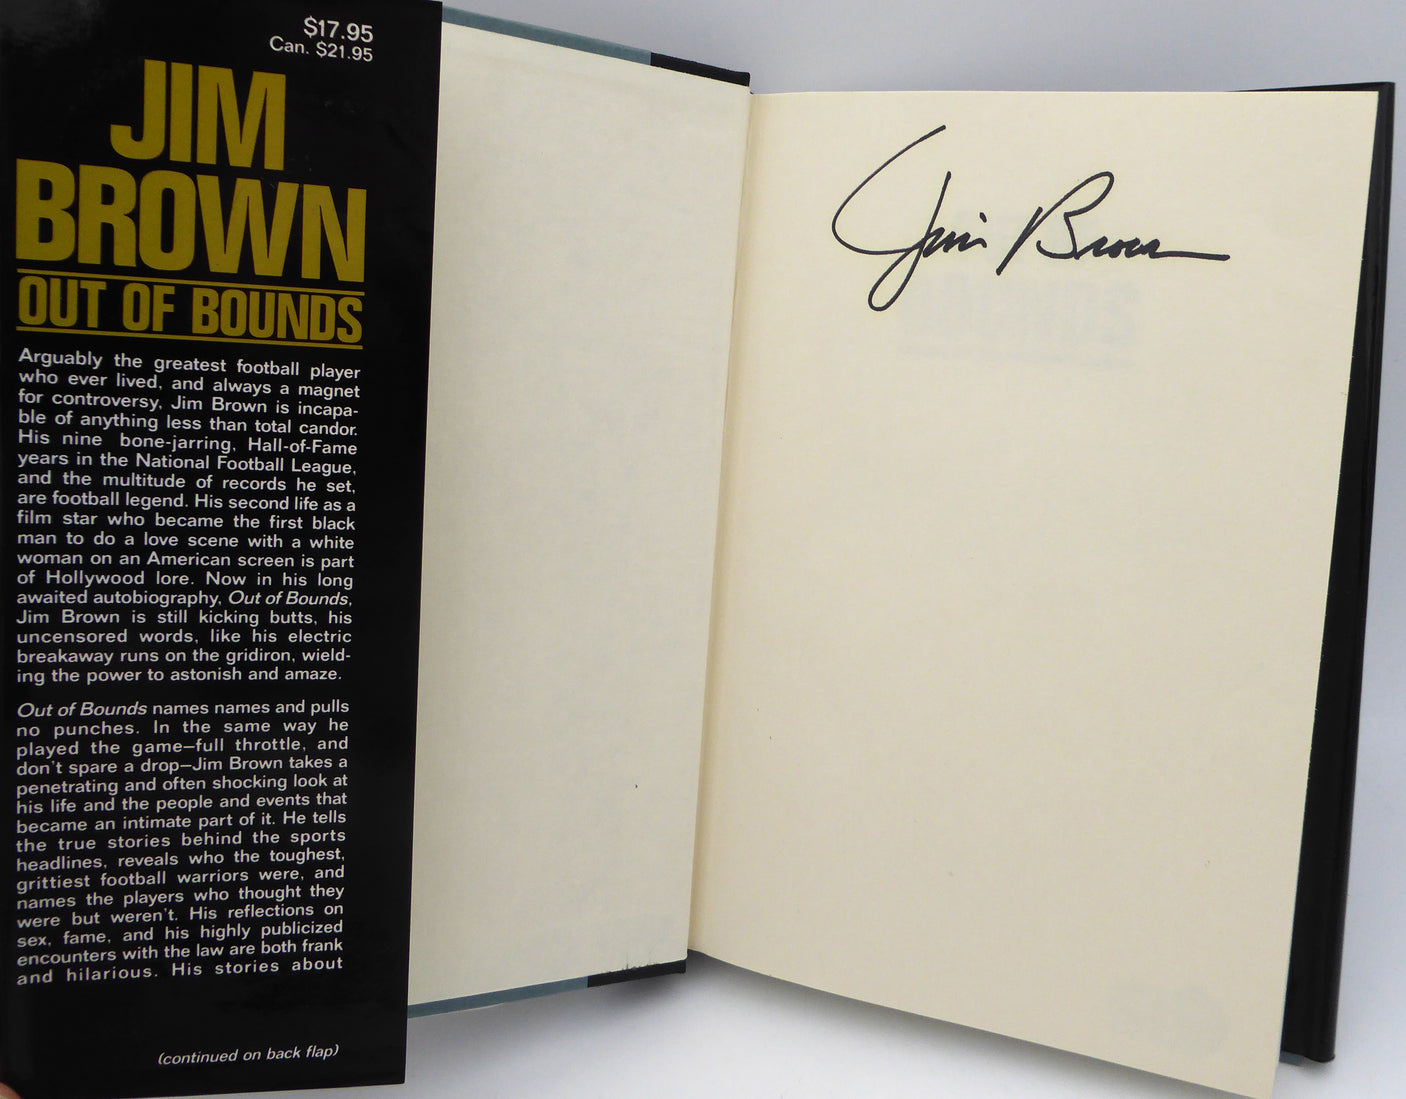 $17.95
Can. $21.95
JIM
BROWN
OUT OF BOUNDS
Arguably the greatest football player
who ever lived, and always a magnet
for controversy, Jim Brown is incapa-
ble of anything less than total candor.
His nine bone-jarring, Hall-of-Fame
years in the National Football League,
and the multitude of records he set,
are football legend. His second life as a
film star who became the first black
man to do a love scene with a white
woman on an American screen is part
of Hollywood lore. Now in his long
awaited autobiography, Out of Bounds,
Jim Brown is still kicking butts, his
uncensored words, like his electric
breakaway runs on the gridiron, wield-
ing the power to astonish and amaze.
Out of Bounds names names and pulls
no punches. In the same way he
played the game—full throttle, and
don't spare a drop—Jim Brown takes a
penetrating and often shocking look at
his life and the people and events that
became an intimate part of it. He tells
the true stories behind the sports
headlines, reveals who the toughest,
grittiest football warriors were, and
names the players who thought they
were but weren't. His reflections on
sex, fame, and his highly publicized
encounters with the law are both frank
and hilarious. His stories about
(continued on back flap)
Jim Brown